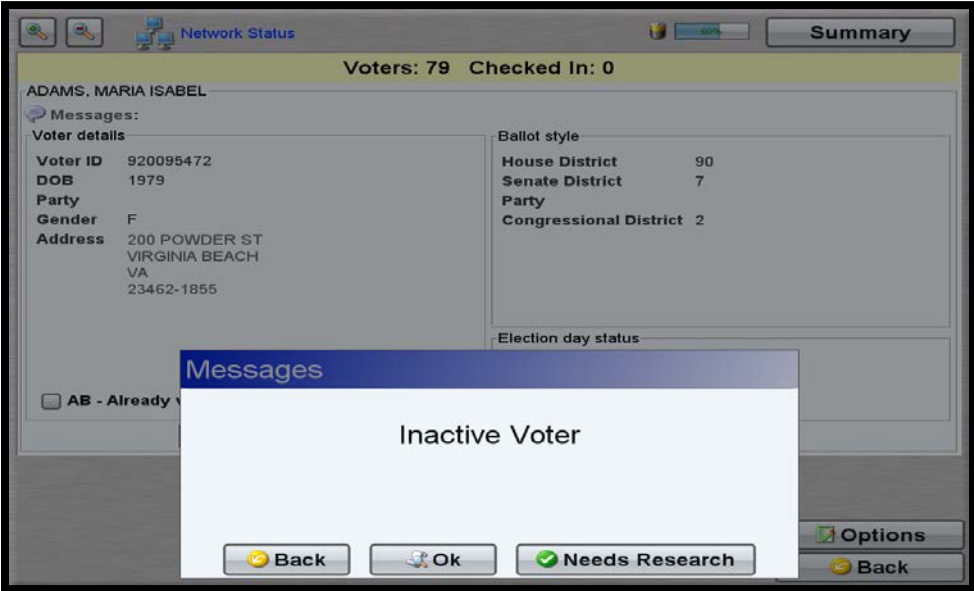 Network Status
60%
Summary
Voters: 79 Checked In: 0
ADAMS, MARIA ISABEL
Messages:
Voter details
Voter ID 920095472
DOB 1979
Party
Gender F
Address 200 POWDER ST
VIRGINIA BEACH
VA
23462-1855
AB - Already
Ballot style
House District 90
Senate District 7
Party
Congressional District 2
Election day status
Messages
Inactive Voter
Back
Ok
Needs Research
Options
Back